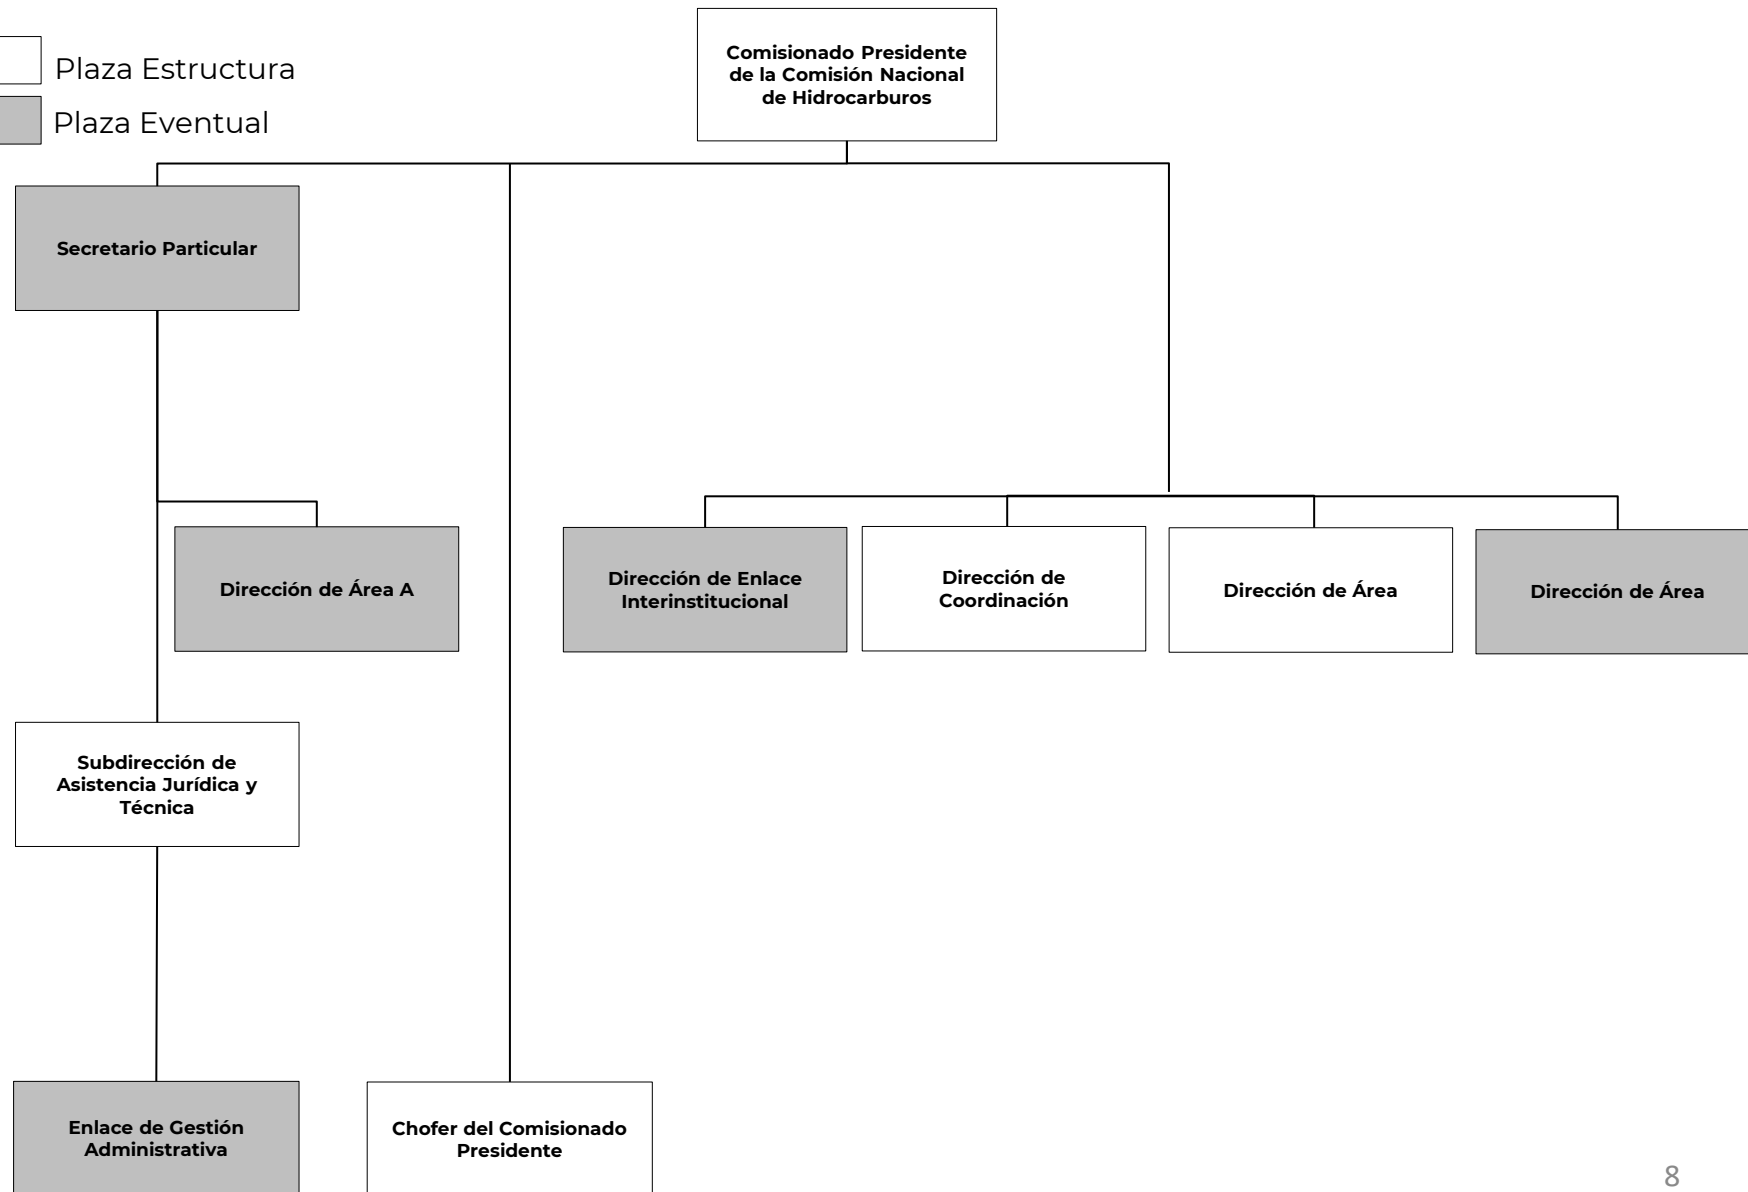 Comisionado Presidente
de la Comisión Nacional
de Hidrocarburos
Plaza Estructura
Plaza Eventual
Secretario Particular
Dirección de Área A
Dirección de Enlace
Interinstitucional
Dirección de
Coordinación
Dirección de Área
Dirección de Área
Subdirección de
Asistencia Jurídica y
Técnica
Enlace de Gestión
Administrativa
Chofer del Comisionado
Presidente
8